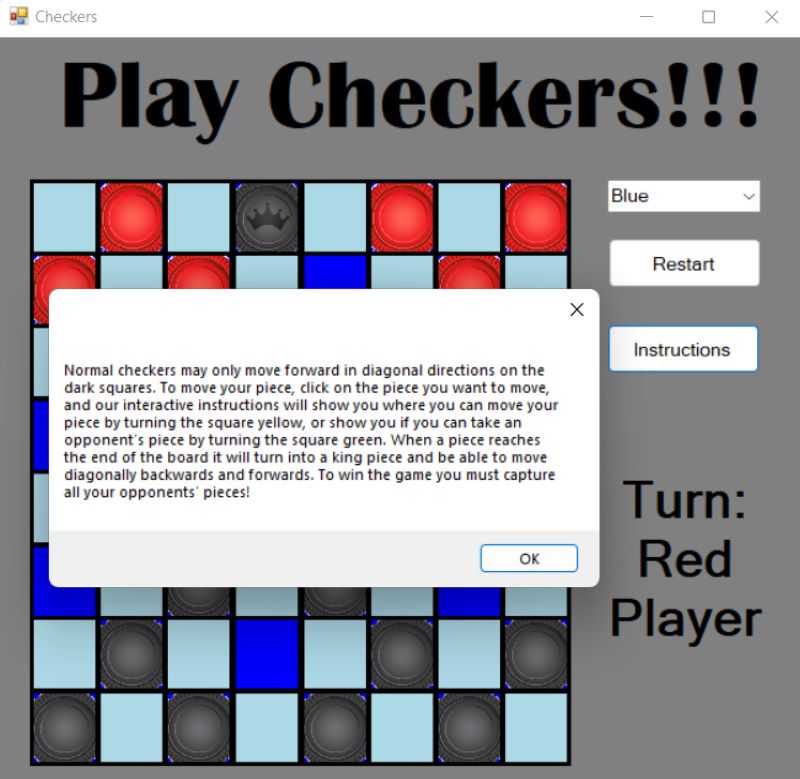 Checkers
Play Checkers!!!
Blue
Restart
Instructions
Normal checkers may only move forward in diagonal directions on the
dark squares. To move your piece, click on the piece you want to move,
and our interactive instructions will show you where you can move your
piece by turning the square yellow, or show you if you can take an
opponent's piece by turning the square green. When a piece reaches
the end of the board it will turn into a king piece and be able to move
diagonally backwards and forwards. To win the game you must capture
all your opponents' pieces!
OK
Turn:
Red
Player